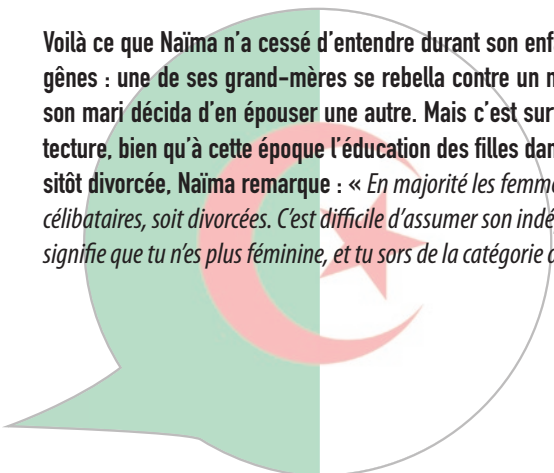 Voilà ce que Naïma n’a cessé d’entendre durant son enf
gênes : une de ses grand-mères se rebella contre un m
son mari décida d’en épouser une autre. Mais c’est sur
tecture, bien qu’à cette époque l’éducation des filles dan
sitôt divorcée, Naïma remarque : « En majorité les femme
célibataires, soit divorcées. C’est difficile d’assumer son indé
signifie que tu n’es plus féminine, et tu sors de la catégorie d